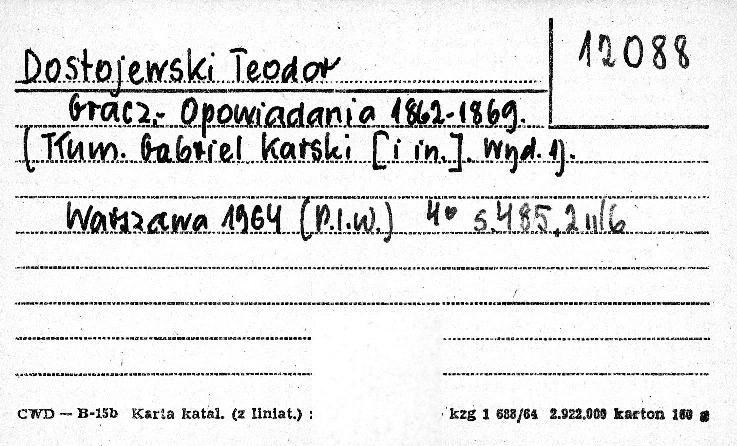 12088
Dostojewski Teodor
Gracz.- Opowiadania 1862-1869.
(Tłum. Gabriel Karski [i in.]. Wyd. 1).
Warszawa 1964 (P.I.W.) 4° s.485,2
CWD — B-15b Karta katal. (z liniat.) : kzg 1 688/64 2.922.000 karton 160 g